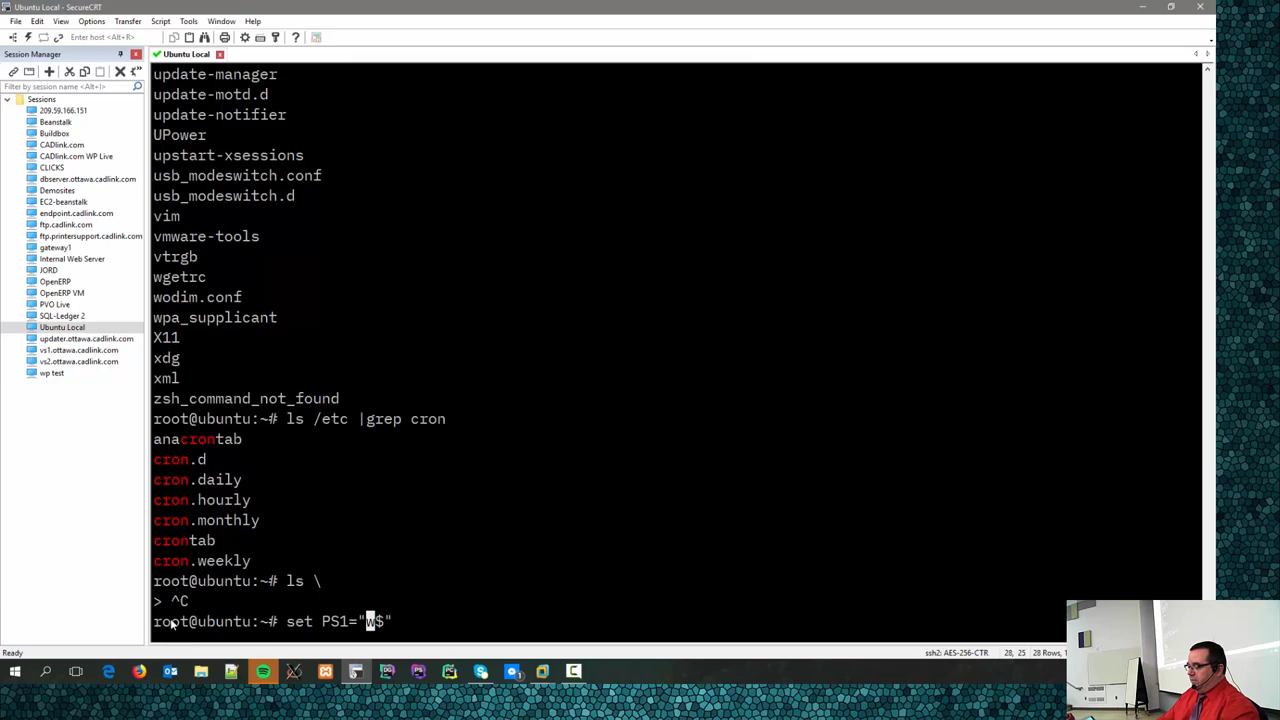 Ubuntu Local - SecureCRT
File Edit View Options Transfer Script Tools Window Help
Enter host <Alt+R>
Session Manager
Ubuntu Local
Filter by session name <Alt+I>
Sessions
209.59.166.151
Beanstalk
Buildbox
CADlink.com
CADlink.com WP Live
CLICKS
dbserver.ottawa.cadlink.com
Demosites
EC2-beanstalk
endpoint.cadlink.com
ftp.cadlink.com
ftp.printersupport.cadlink.com
gateway1
Internal Web Server
JORD
OpenERP
OpenERP VM
PVO Live
SQL-Ledger 2
Ubuntu Local
updater.ottawa.cadlink.com
vs1.ottawa.cadlink.com
vs2.ottawa.cadlink.com
wp test
update-manager
update-motd.d
update-notifier
UPower
upstart-xsessions
usb_modeswitch.conf
usb_modeswitch.d
vim
vmware-tools
vtrgb
wgetrc
wodim.conf
wpa_supplicant
X11
xdg
xml
zsh_command_not_found
root@ubuntu:~# ls /etc |grep cron
anacrontab
cron.d
cron.daily
cron.hourly
cron.monthly
crontab
cron.weekly
root@ubuntu:~# ls \
> ^C
root@ubuntu:~# set PS1="w$"
Ready
ssh2: AES-256-CTR
28, 25
28 Rows,